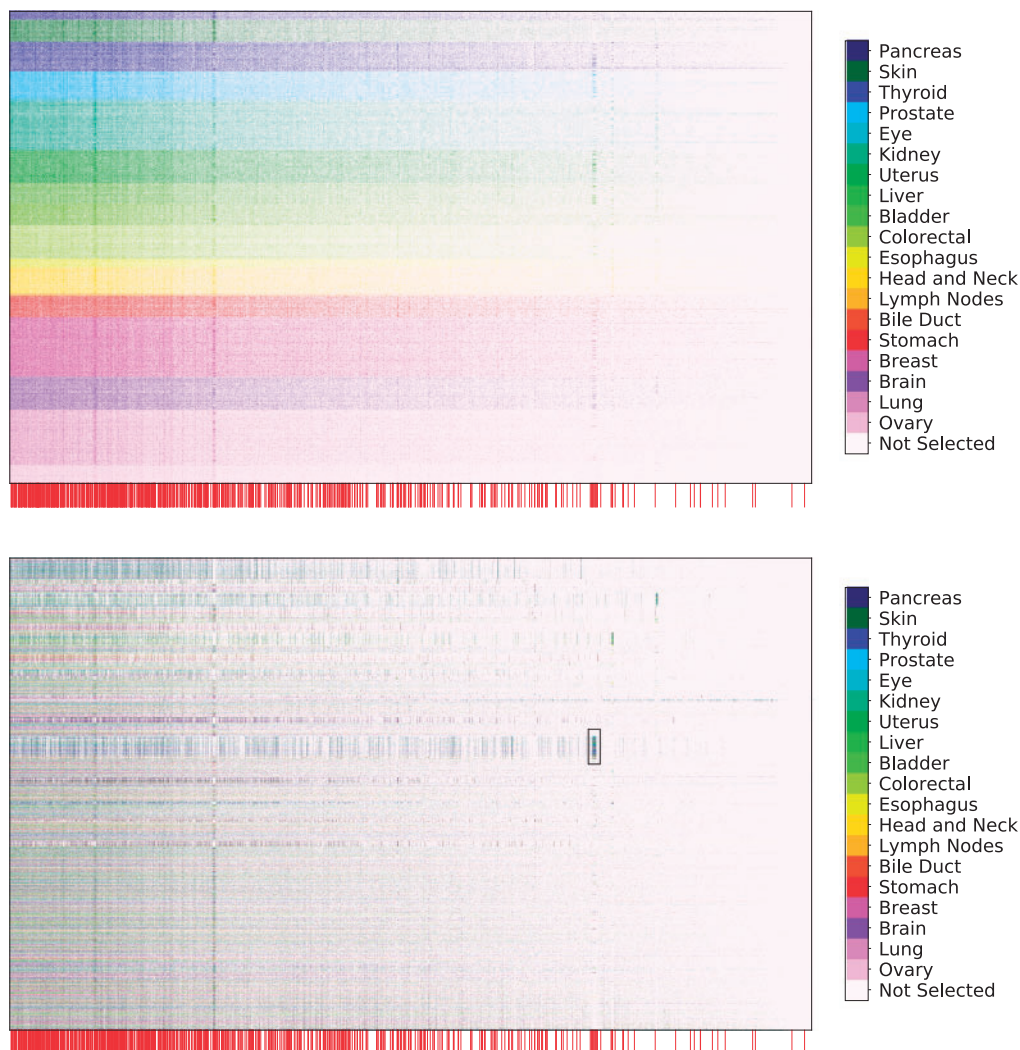 Pancreas
Skin
Thyroid
Prostate
Eye
Kidney
Uterus
Liver
Bladder
Colorectal
Esophagus
Head and Neck
Lymph Nodes
Bile Duct
Stomach
Breast
Brain
Lung
Ovary
Not Selected
Pancreas
Skin
Thyroid
Prostate
Eye
Kidney
Uterus
Liver
Bladder
Colorectal
Esophagus
Head and Neck
Lymph Nodes
Bile Duct
Stomach
Breast
Brain
Lung
Ovary
Not Selected